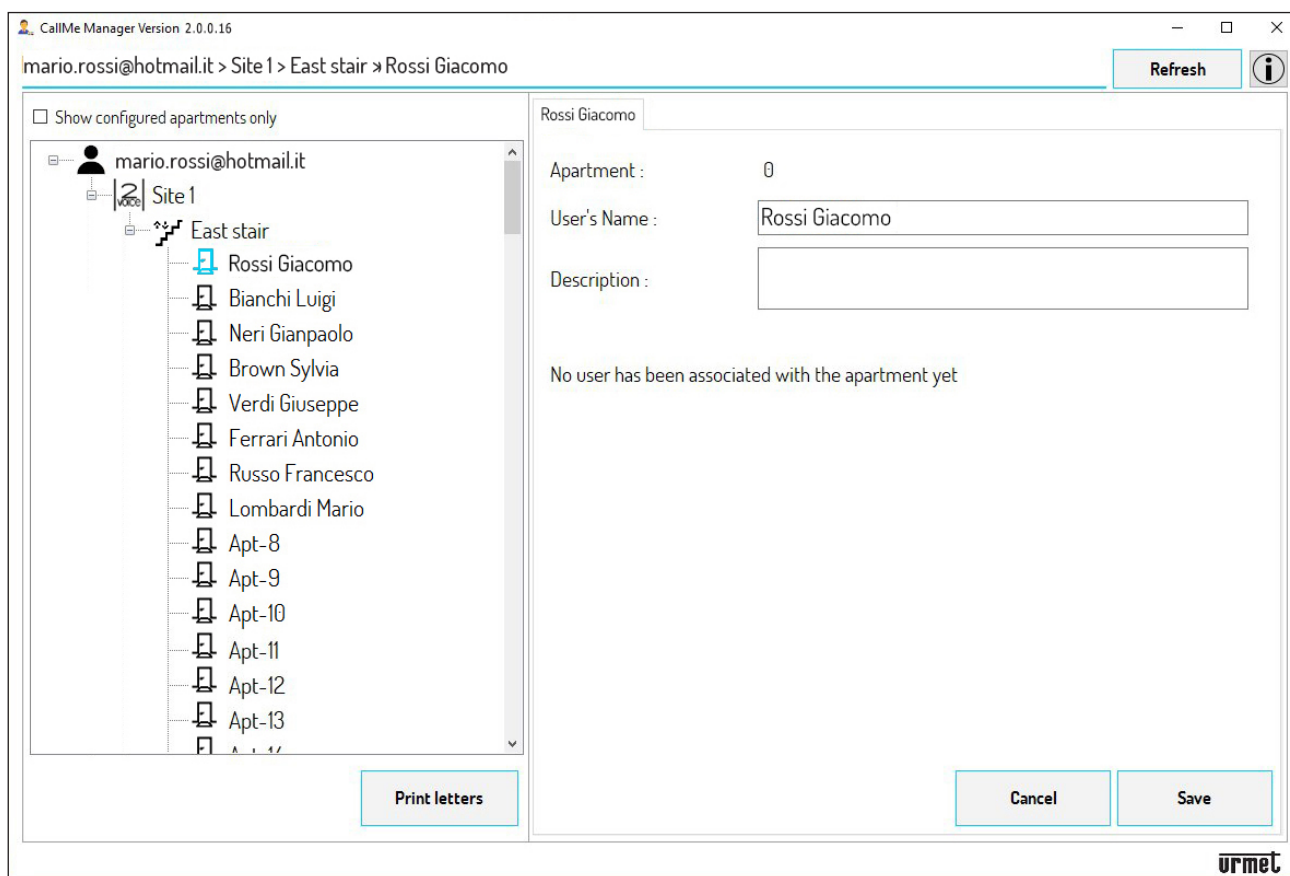 CallMe Manager Version 2.0.0.16
mario.rossi@hotmail.it > Site 1 > East stair > Rossi Giacomo
Refresh
i
Show configured apartments only
mario.rossi@hotmail.it
2 voice
Site 1
East stair
Rossi Giacomo
Bianchi Luigi
Neri Gianpaolo
Brown Sylvia
Verdi Giuseppe
Ferrari Antonio
Russo Francesco
Lombardi Mario
Apt-8
Apt-9
Apt-10
Apt-11
Apt-12
Apt-13
Print letters
Rossi Giacomo
Apartment : 0
User's Name : Rossi Giacomo
Description :
No user has been associated with the apartment yet
Cancel
Save
urmet